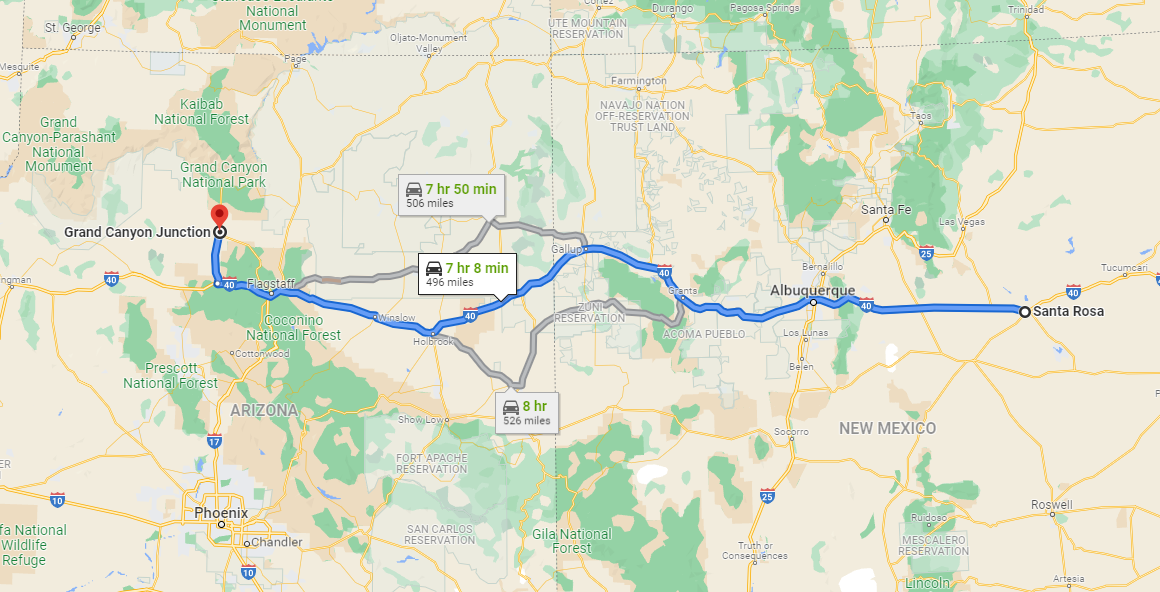 Cortez
Durango
Pagosa Springs
Trinidad
National
Monument
St. George
UTE MOUNTAIN
RESERVATION
Oljato-Monument
Valley
Page
Mesquite
Farmington
Kaibab
National Forest
NAVAJO NATION
OFF-RESERVATION
TRUST LAND
Taos
Grand
Canyon-Parashant
National
Monument
Grand Canyon
National Park
7 hr 50 min
506 miles
Santa Fe
Las Vegas
Grand Canyon Junction
Gallup
25
7 hr 8 min
496 miles
Bernalillo
Tucumcari
ngman
40
40
Flagstaff
40
Grants
Albuquerque
40
40
Santa Rosa
Winslow
40
ZUNI
RESERVATION
Coconino
National Forest
Holbrook
ACOMA PUEBLO
Los Lunas
Cottonwood
Belen
Prescott
National Forest
8 hr
526 miles
ARIZONA
Show Low
NEW MEXICO
Socorro
17
FORT APACHE
RESERVATION
ER
10
25
Phoenix
Roswell
fa National
Wildlife
Refuge
Chandler
SAN CARLOS
RESERVATION
Gila National
Forest
Ruidoso
MESCALERO
RESERVATION
Truth or
Consequences
10
Lincoln
Artesia